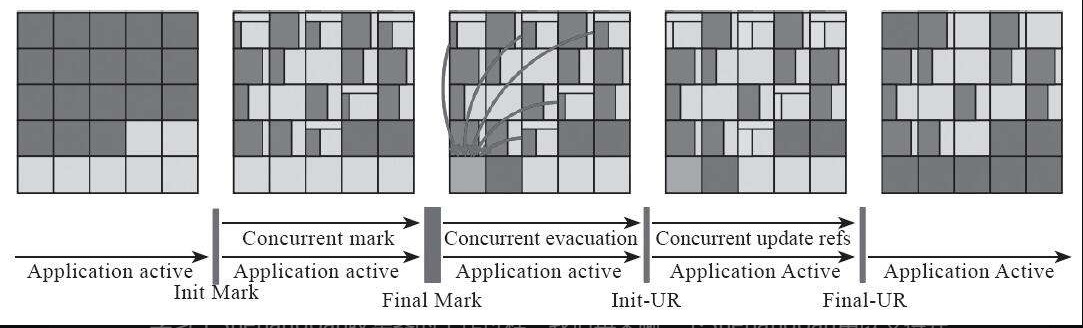 Concurrent mark
Concurrent evacuation
Concurrent update refs
Application active
Application active
Application active
Application Active
Application Active
Init Mark
Final Mark
Init-UR
Final-UR